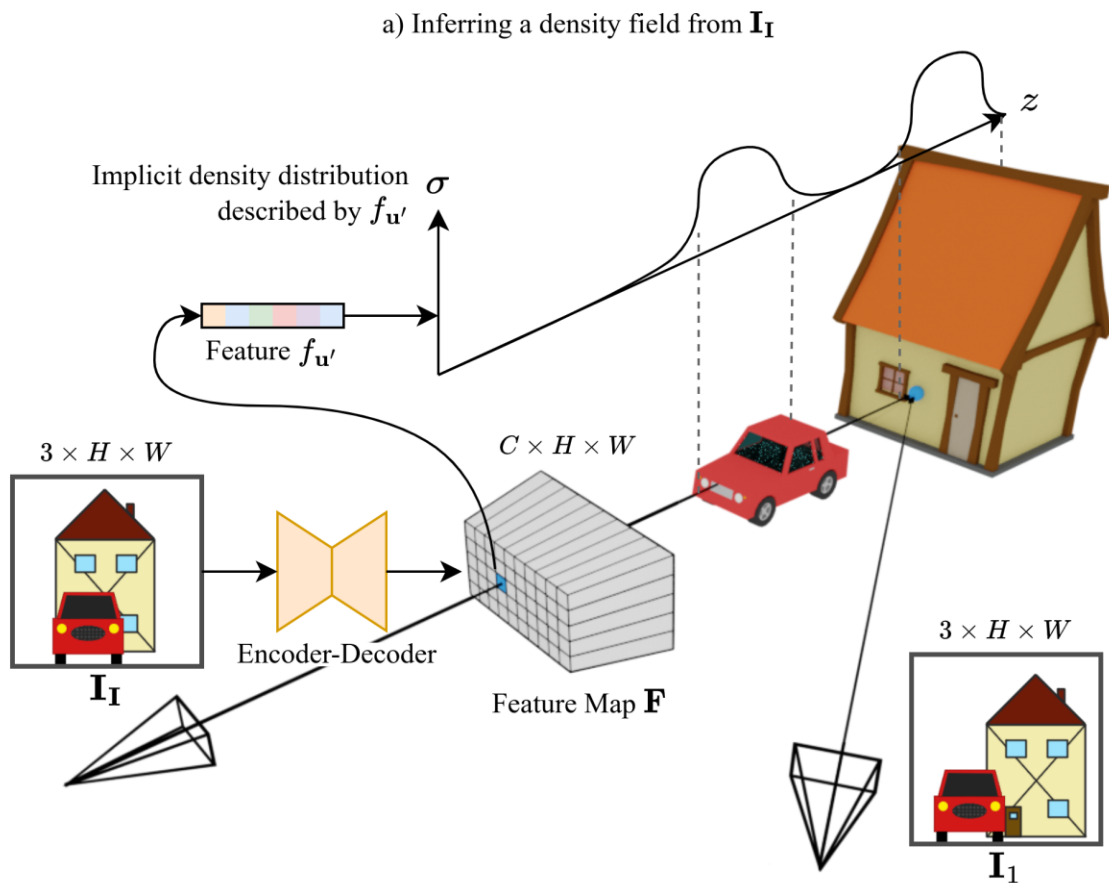 a) Inferring a density field from I_I
z
Implicit density distribution
described by f_u′
σ
Feature f_u′
3 × H × W
C × H × W
Encoder-Decoder
I_I
Feature Map F
3 × H × W
I_1